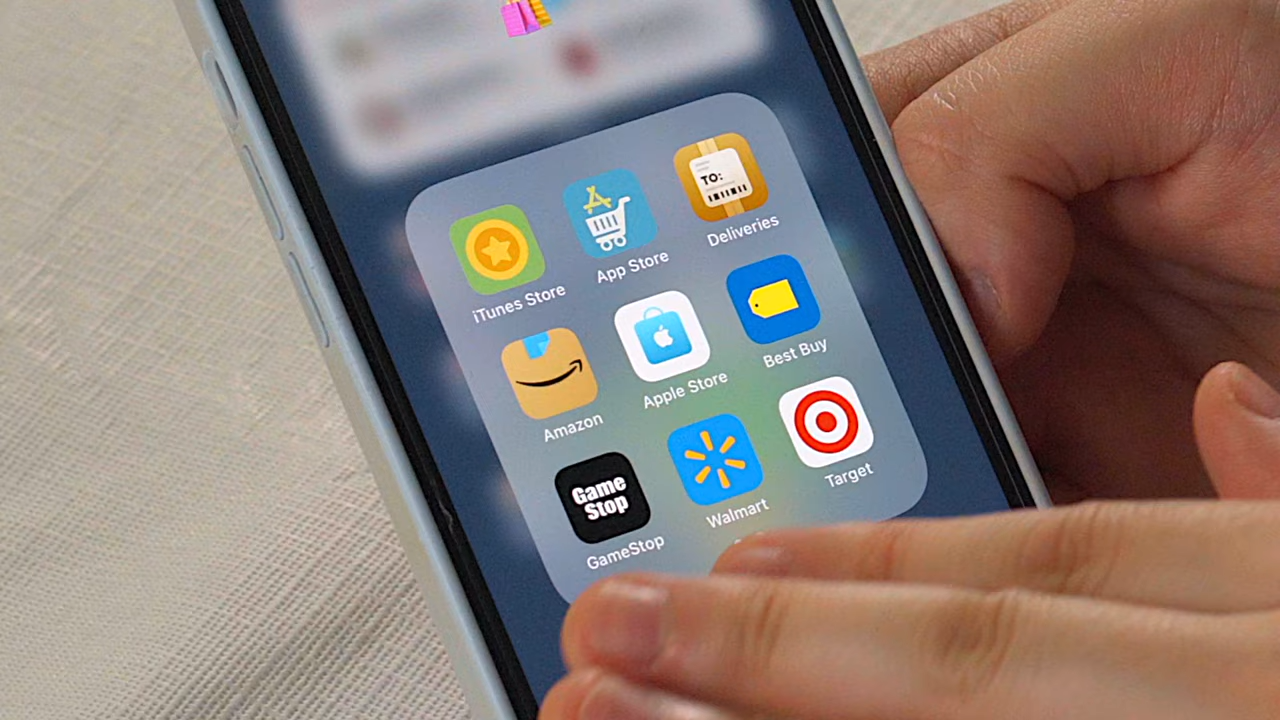 TO:
iTunes Store
App Store
Deliveries
Amazon
Apple Store
Best Buy
Game
Stop
GameStop
Walmart
Target